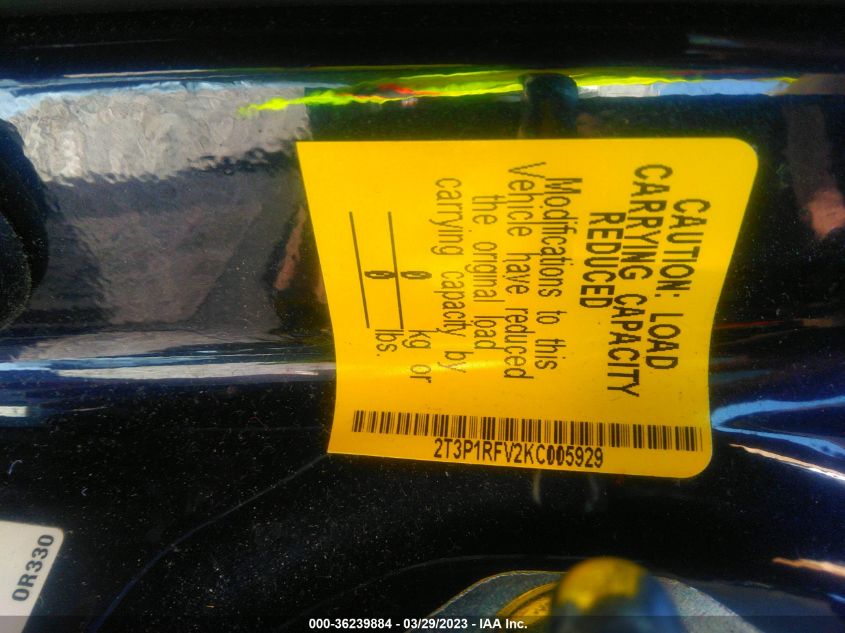 CAUTION: LOAD
CARRYING CAPACITY
REDUCED
Modifications to this
Vehicle have reduced
the original load
carrying capacity by
0 kg or
0 lbs.
2T3P1RFV2KC005929
0R330
000-36239884 - 03/29/2023 - IAA Inc.